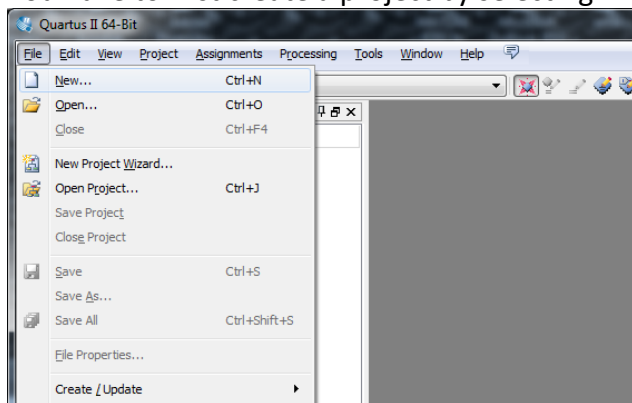 Quartus II 64-Bit
File Edit View Project Assignments Processing Tools Window Help
New... Ctrl+N
Open... Ctrl+O
Close Ctrl+F4
New Project Wizard...
Open Project... Ctrl+J
Save Project
Close Project
Save Ctrl+S
Save As...
Save All Ctrl+Shift+S
File Properties...
Create / Update